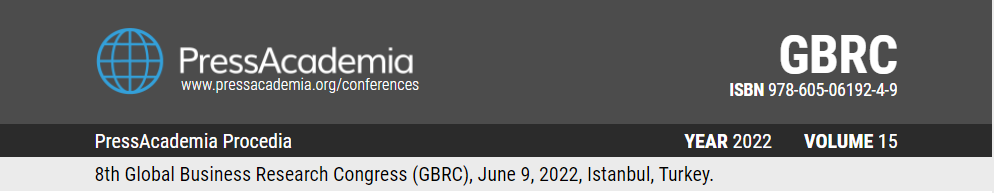 PressAcademia
www.pressacademia.org/conferences
GBRC
ISBN 978-605-06192-4-9
PressAcademia Procedia
YEAR 2022 VOLUME 15
8th Global Business Research Congress (GBRC), June 9, 2022, Istanbul, Turkey.